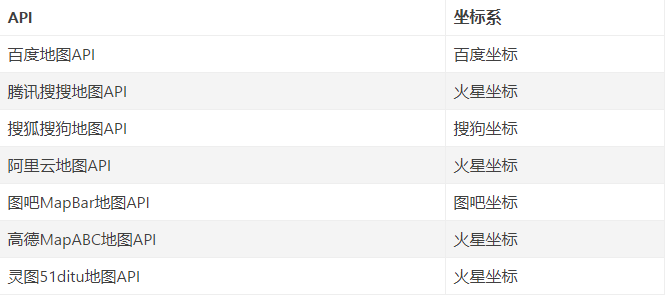 API 坐标系
百度地图API 百度坐标
腾讯搜搜地图API 火星坐标
搜狐搜狗地图API 搜狗坐标
阿里云地图API 火星坐标
图吧MapBar地图API 图吧坐标
高德MapABC地图API 火星坐标
灵图51ditu地图API 火星坐标